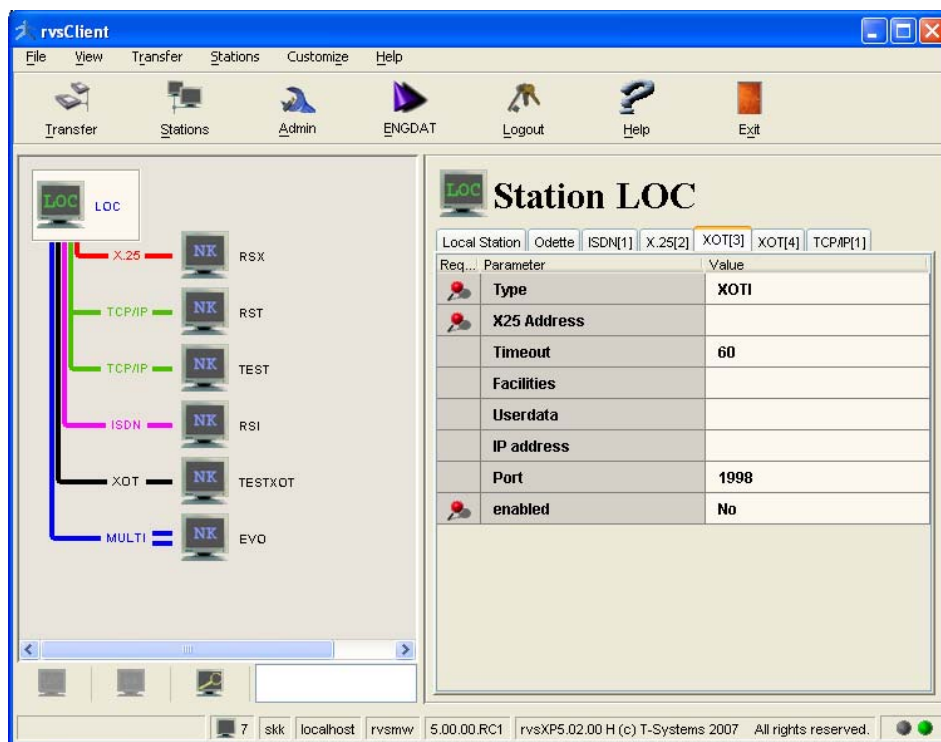 rvsClient
File View Transfer Stations Customize Help
Transfer Stations Admin ENGDAT Logout Help Exit
LOC LOC
X.25 NK RSX
TCP/IP NK RST
TCP/IP NK TEST
ISDN NK RSI
XOT NK TESTXOT
MULTI NK EVO
LOC Station LOC
Local Station Odette ISDN[1] X.25[2] XOT[3] XOT[4] TCP/IP[1]
Req... Parameter Value
Type XOTI
X25 Address
Timeout 60
Facilities
Userdata
IP address
Port 1998
enabled No
7 skk localhost rvsmw 5.00.00.RC1 rvsXP5.02.00 H (c) T-Systems 2007 All rights reserved.